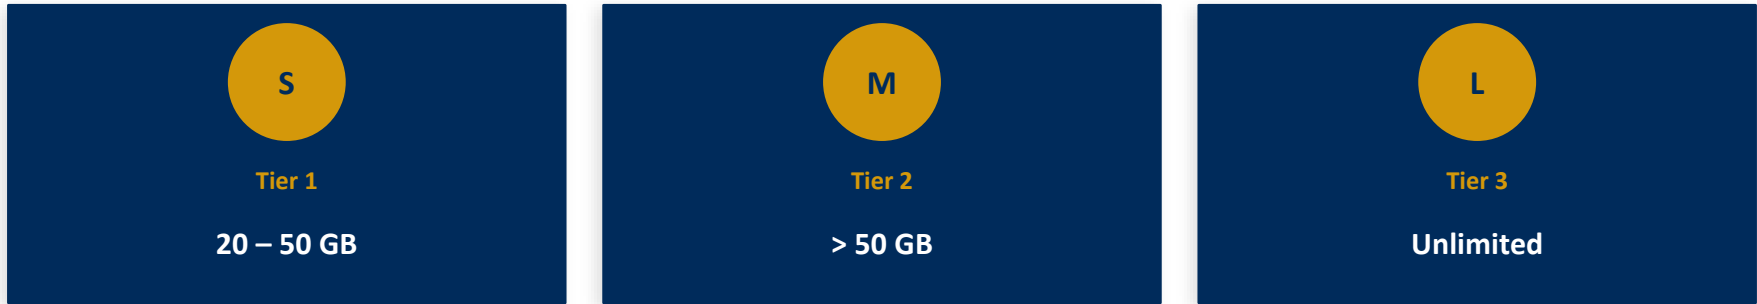 S
Tier 1
20 – 50 GB
M
Tier 2
> 50 GB
L
Tier 3
Unlimited